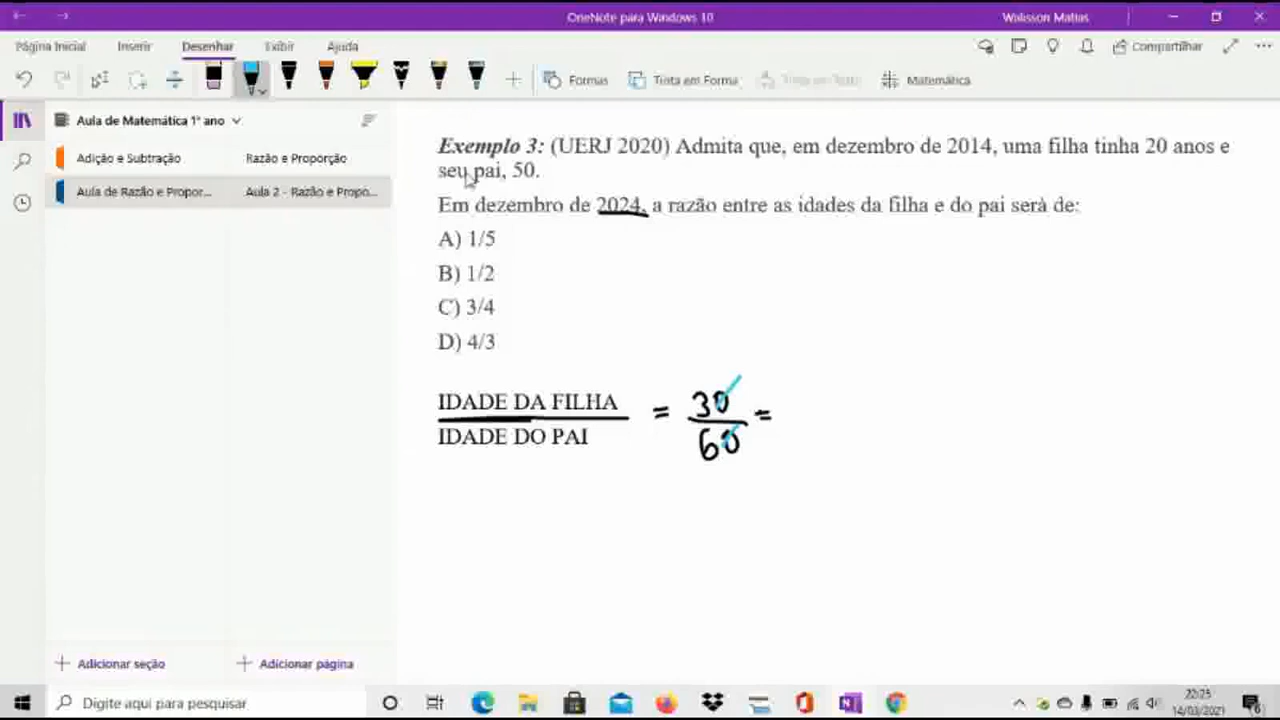 OneNote para Windows 10
Walisson Matias
Página Inicial Inserir Desenhar Exibir Ajuda
Compartilhar
Formas Tinta em Forma Tinta em Texto Matemática
Aula de Matemática 1º ano
Adição e Subtração Razão e Proporção
Aula de Razão e Propor... Aula 2 - Razão e Propo...
Exemplo 3: (UERJ 2020) Admita que, em dezembro de 2014, uma filha tinha 20 anos e
seu pai, 50.
Em dezembro de 2024, a razão entre as idades da filha e do pai será de:
A) 1/5
B) 1/2
C) 3/4
D) 4/3
IDADE DA FILHA = 30 =
IDADE DO PAI 60
Adicionar seção Adicionar página
Digite aqui para pesquisar
22:25
14/03/2021
6